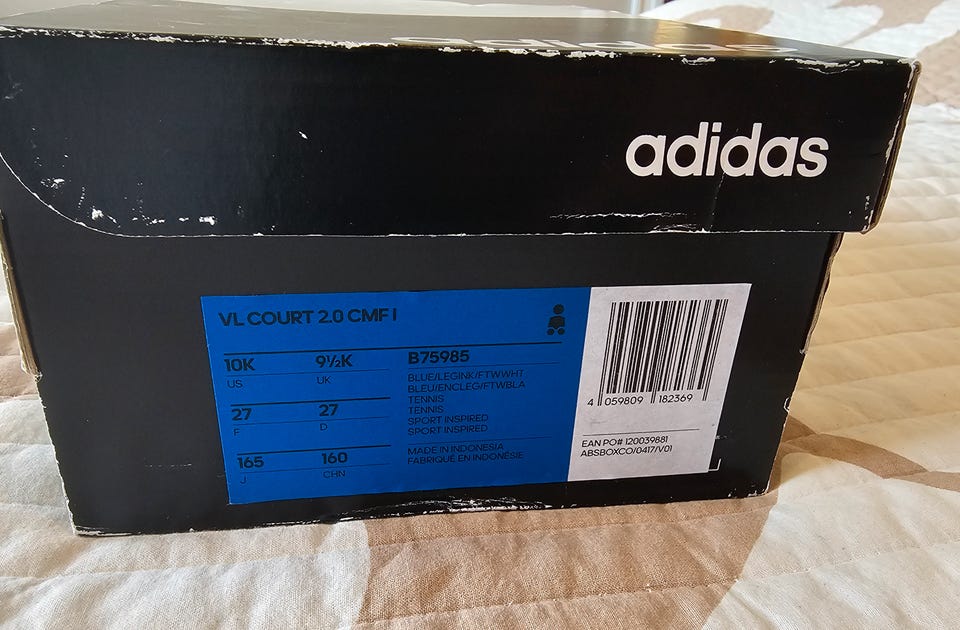 adidas
adidas
VL COURT 2.0 CMF I
10K 9½K
US UK
27 27
F D
165 160
J CHN
B75985
BLUE/LEGINK/FTWWHT
BLEU/ENCLEG/FTWBLA
TENNIS
TENNIS
SPORT INSPIRED
SPORT INSPIRED
MADE IN INDONESIA
FABRIQUÉ EN INDONÉSIE
4 059809 182369
EAN PO# 120039881
ABSBOXCO/0417/V01